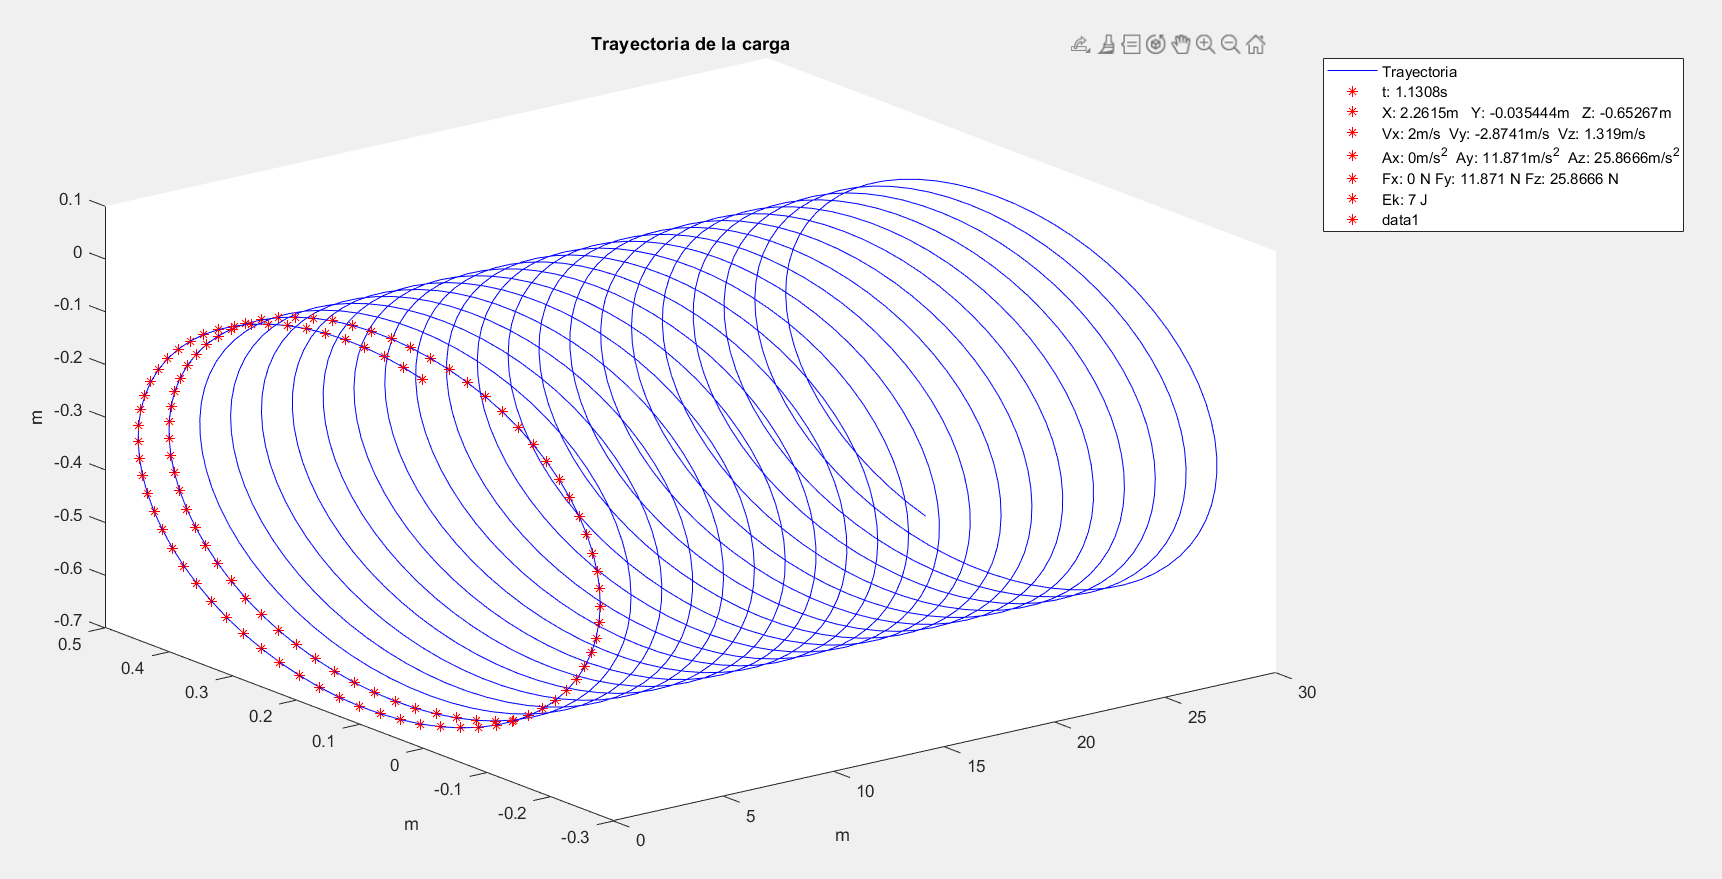 Trayectoria de la carga
Trayectoria
t: 1.1308s
X: 2.2615m Y: -0.035444m Z: -0.65267m
Vx: 2m/s Vy: -2.8741m/s Vz: 1.319m/s
Ax: 0m/s² Ay: 11.871m/s² Az: 25.8666m/s²
Fx: 0 N Fy: 11.871 N Fz: 25.8666 N
Ek: 7 J
data1
0.1
0
-0.1
-0.2
-0.3
-0.4
-0.5
-0.6
-0.7
m
0.5
0.4
0.3
0.2
0.1
0
-0.1
-0.2
-0.3
m
0
5
10
15
20
25
30
m